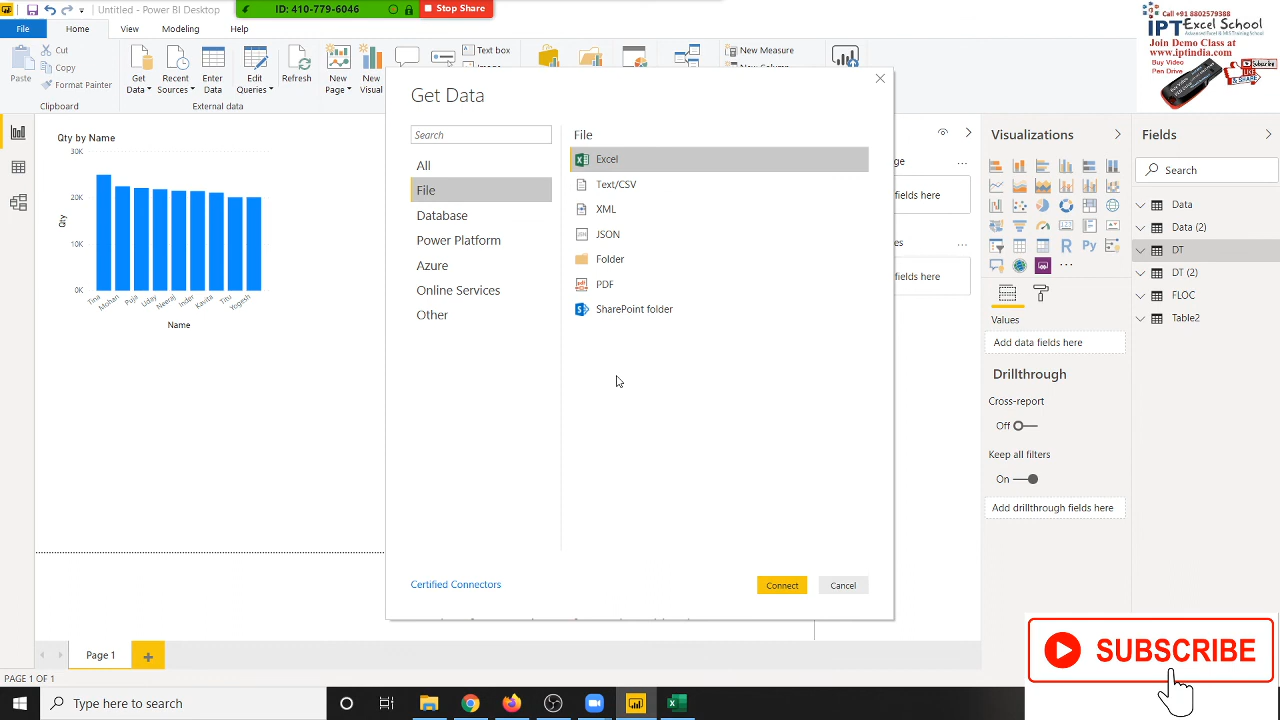 Untitled - Power BI Desktop
ID: 410-779-6046
Stop Share
File
Home
View
Modeling
Help
Paste
Cut
Copy
Format Painter
Clipboard
Get
Data
Recent
Sources
Enter
Data
Edit
Queries
External data
Refresh
New
Page
New
Visual
Text box
New Measure
Call +91 8802579388
IPT Excel School
Advanced Excel & MIS Training School
Join Demo Class at
www.iptindia.com
Buy Video
Pen Drive
Subscribe
Get Data
Search
All
File
Database
Power Platform
Azure
Online Services
Other
File
Excel
Text/CSV
XML
JSON
Folder
PDF
SharePoint folder
Certified Connectors
Connect
Cancel
Qty by Name
30K
20K
10K
0K
Qty
Tina
Mohan
Puja
Uday
Neeraj
Inder
Kavita
Titu
Yogesh
Name
fields here
fields here
Visualizations
Values
Add data fields here
Drillthrough
Cross-report
Off
Keep all filters
On
Add drillthrough fields here
Fields
Search
Data
Data (2)
DT
DT (2)
FLOC
Table2
Page 1
PAGE 1 OF 1
SUBSCRIBE
Type here to search